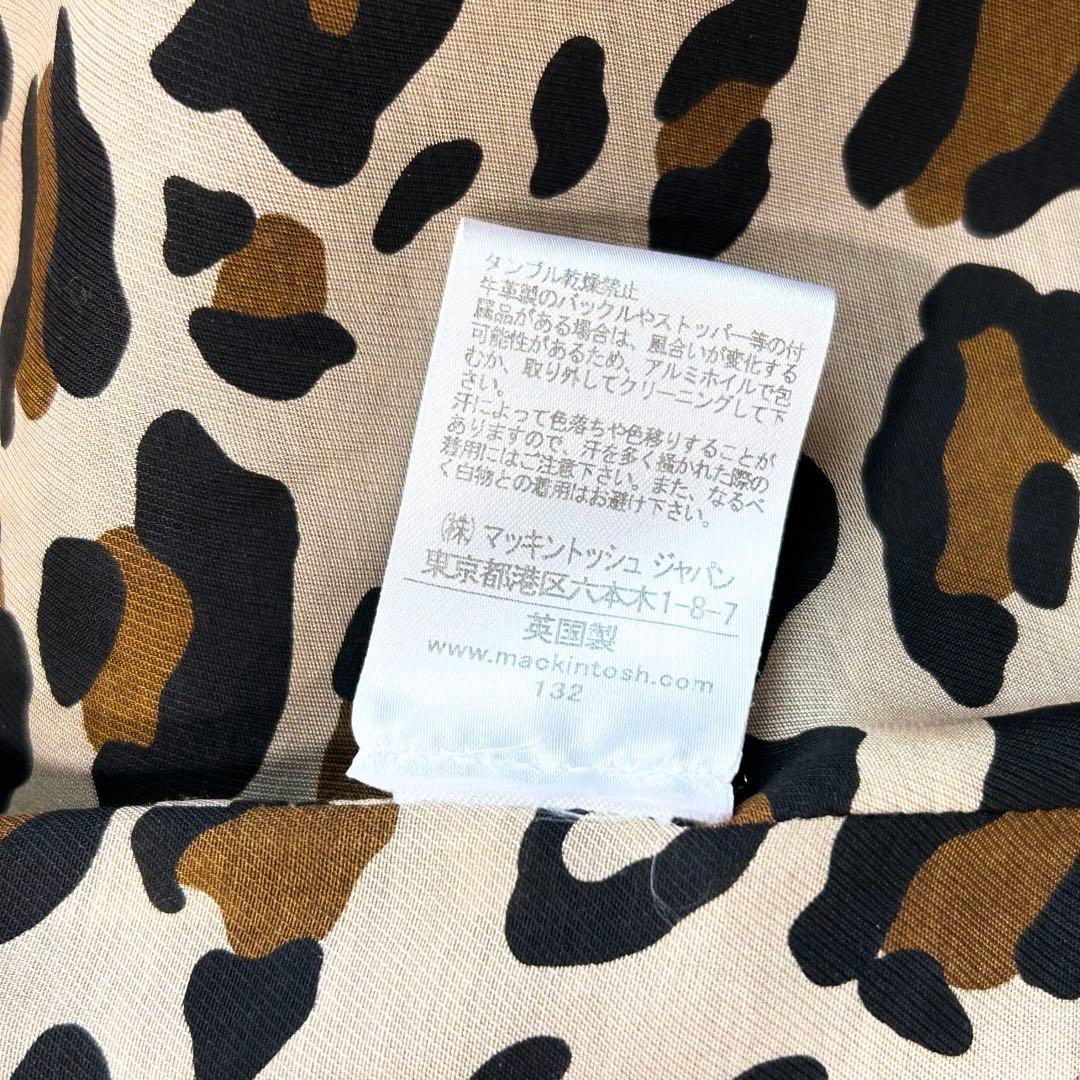 タンブル乾燥禁止
牛革製のバックルやストッパー等の付
属品がある場合は、風合いが変化する
可能性があるため、アルミホイルで包
むか、取り外してクリーニングして下
さい。
汗によって色落ちや色移りすることが
ありますので、汗を多く掻かれた際の
着用にはご注意下さい。また、なるべ
く白物との着用はお避け下さい。
(株) マッキントッシュ ジャパン
東京都港区六本木1-8-7
英国製
www.mackintosh.com
132